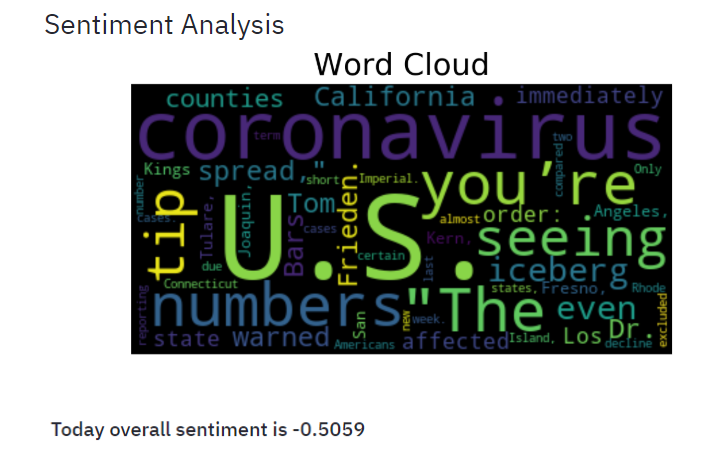 Sentiment Analysis
Word Cloud
counties California . immediately
coronavirus
term
two
Kings spread," short Imperial. you're Only
number
compared
tip
Tulare,
Joaquin,
Bars
Tom
cases
Frieden.
almost order: . Angeles,
cases.
U.S.
Kern.
seeing
due
certain
last
iceberg
Connecticut
states, Fresno, Rhode
numbers "The even
reporting
San
new
week.
excluded
state warned Americans affected Island, Los Dr.
decline
Today overall sentiment is -0.5059